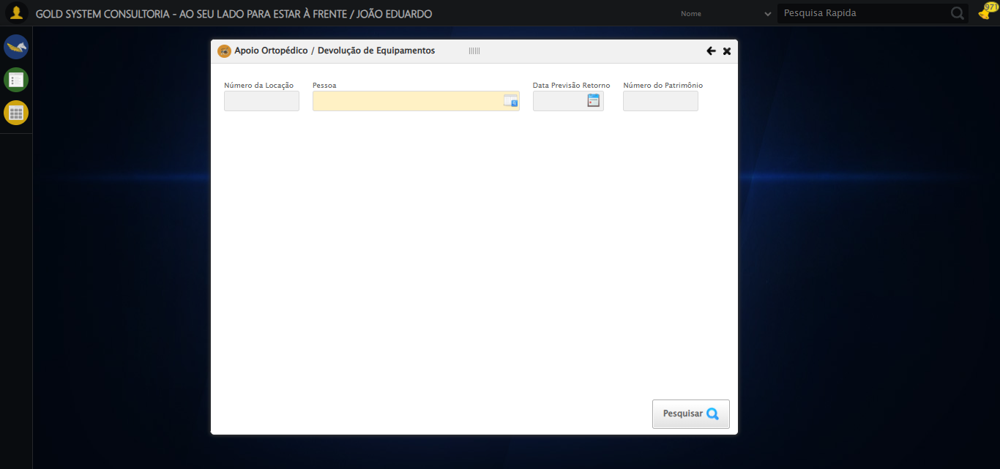 GOLD SYSTEM CONSULTORIA - AO SEU LADO PARA ESTAR À FRENTE / JOÃO EDUARDO
Nome
Pesquisa Rapida
971
Apoio Ortopédico / Devolução de Equipamentos
Número da Locação
Pessoa
Data Previsão Retorno
Número do Patrimônio
Pesquisar